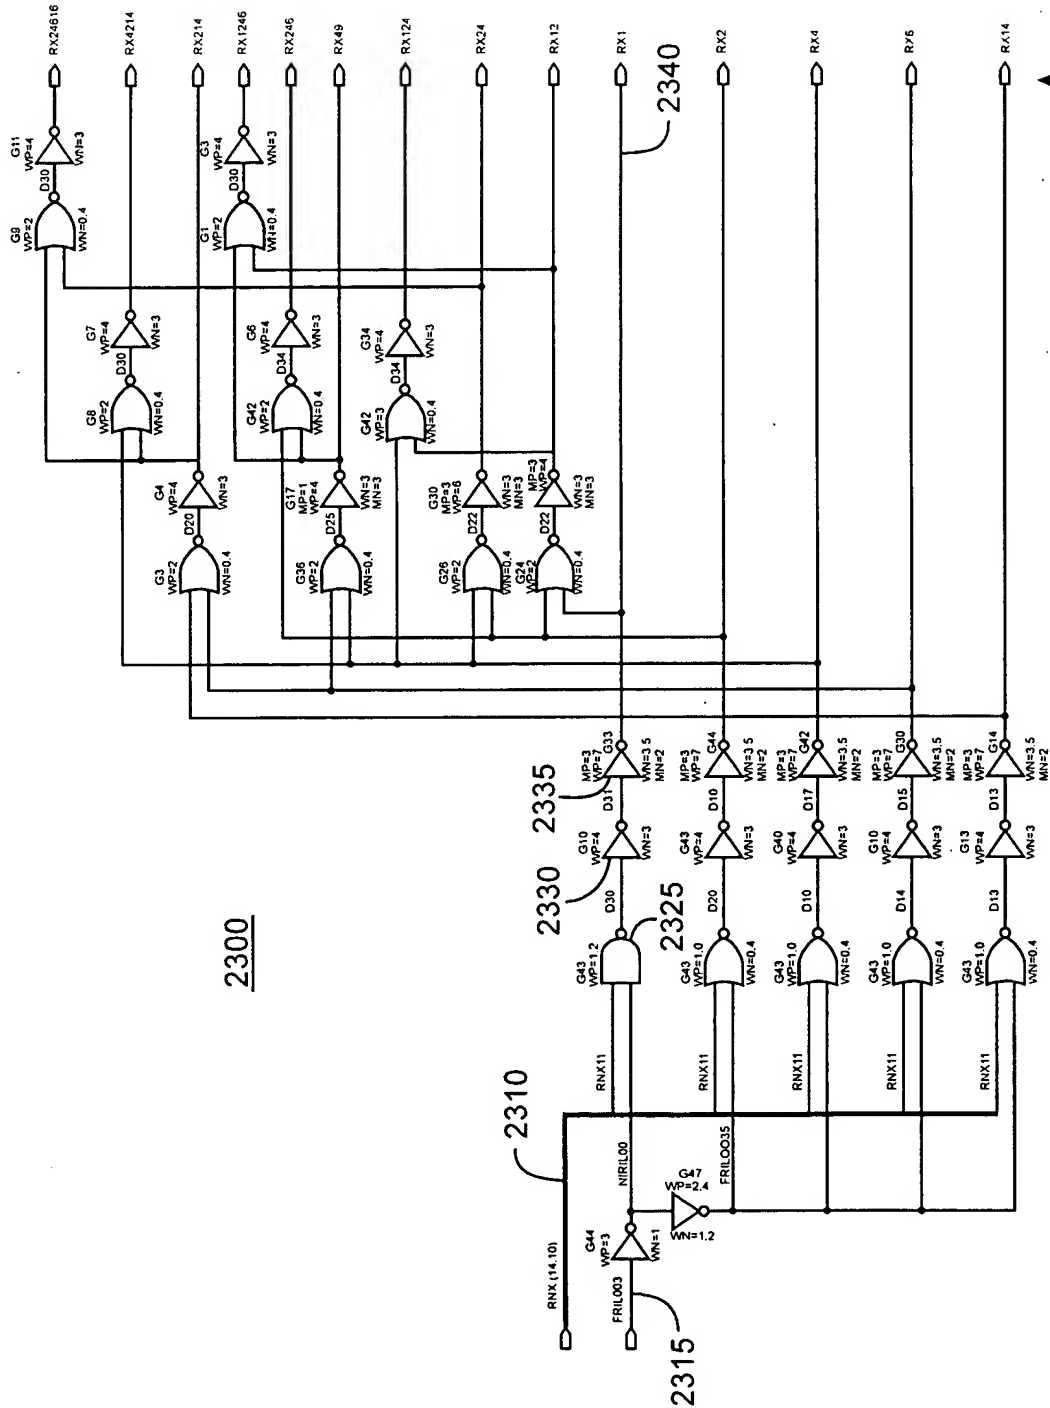 RX24616
RX4214
RX214
RX1246
RX246
RX49
RX124
RX24
RX12
RX1
RX2
RX4
RX6
RX14
2340
G11
WP=4
D30
WN=3
G9
WP=2
WN=0.4
G3
WP=4
D30
WN=3
G1
WP=2
WN=0.4
G7
WP=4
D30
WN=3
G8
WP=2
WN=0.4
G6
WP=4
D34
WN=3
G42
WP=2
WN=0.4
G34
WP=4
D34
WN=3
G42
WP=3
WN=0.4
G4
WP=4
D20
WN=3
G3
WP=2
WN=0.4
G17
MP=1
WP=4
D25
WN=3
MN=3
G36
WP=2
WN=0.4
G30
MP=3
WP=6
D22
WN=3
MN=3
G26
WP=2
WN=0.4
MP=3
WP=4
D22
WN=3
MN=3
G24
WP=2
WN=0.4
2335
MP=3
WP=7
G33
D31
WN=3.5
MN=2
MP=3
WP=7
G44
D10
WN=3.5
MN=2
MP=3
WP=7
G42
D17
WN=3.5
MN=2
MP=3
WP=7
G30
D15
WN=3.5
MN=2
MP=3
WP=7
G14
D13
WN=3.5
MN=2
2330
G10
WP=4
WN=3
G43
WP=4
WN=3
G40
WP=4
WN=3
G10
WP=4
WN=3
G13
WP=4
WN=3
D30
D20
D10
D14
D13
2300
2325
G43
WP=1.2
G43
WP=1.0
WN=0.4
G43
WP=1.0
WN=0.4
G43
WP=1.0
WN=0.4
G43
WP=1.0
WN=0.4
RNX11
RNX11
RNX11
RNX11
RNX11
2310
NIRIL00
FRILOO35
G47
WP=2.4
WN=1.2
G44
WP=3
WN=1
RNX (14.10)
FRIL003
2315